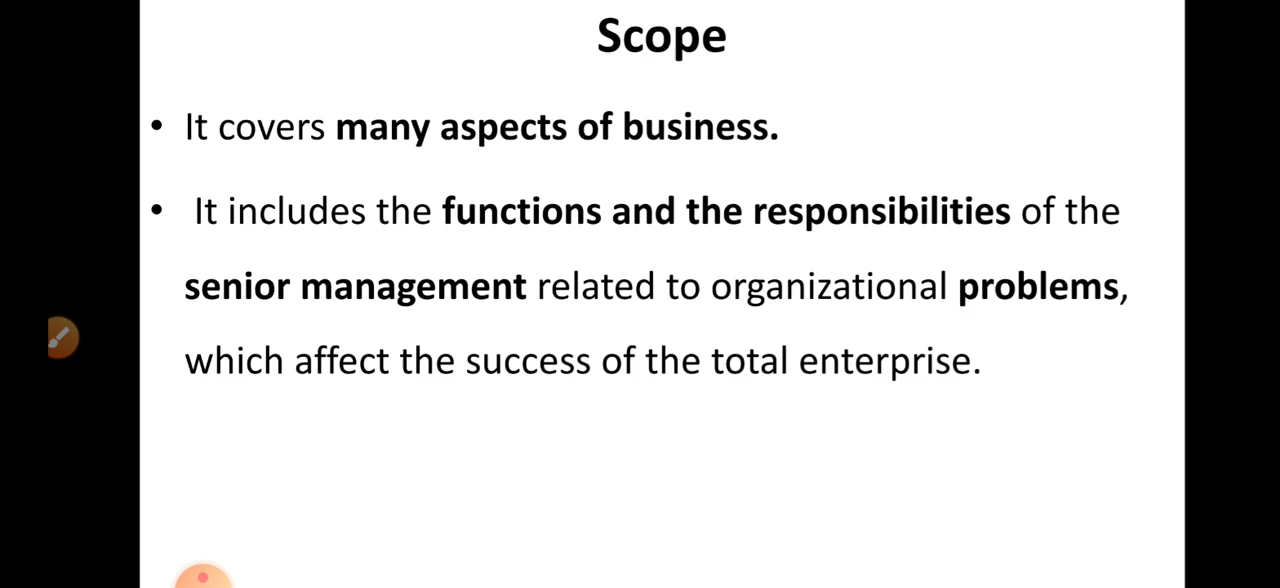 Scope
• It covers many aspects of business.
• It includes the functions and the responsibilities of the
senior management related to organizational problems,
which affect the success of the total enterprise.